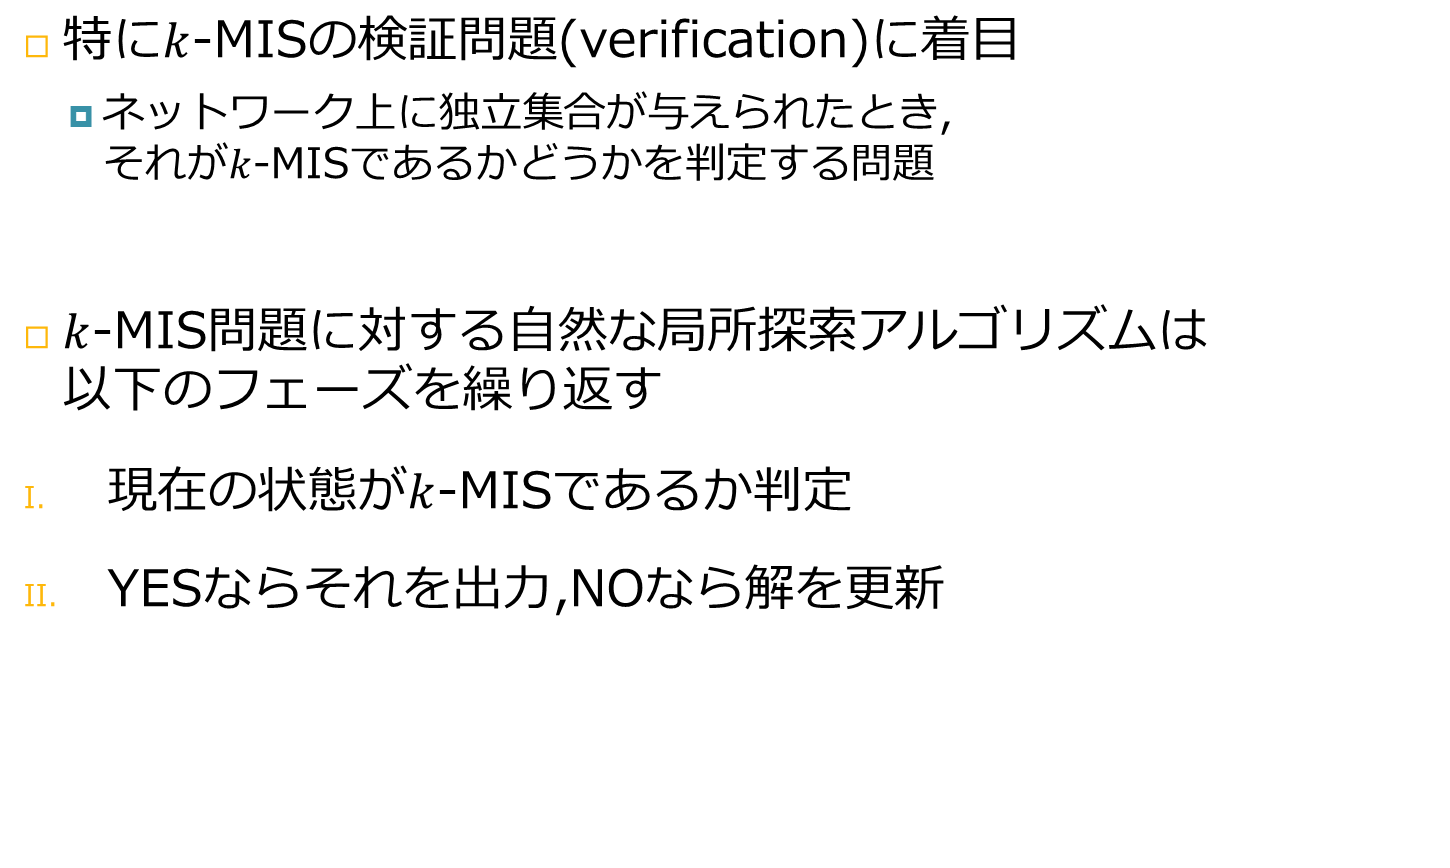 特に𝑘-MISの検証問題(verification)に着目
ネットワーク上に独立集合が与えられたとき,
それが𝑘-MISであるかどうかを判定する問題
𝑘-MIS問題に対する自然な局所探索アルゴリズムは
以下のフェーズを繰り返す
I. 現在の状態が𝑘-MISであるか判定
II. YESならそれを出力,NOなら解を更新